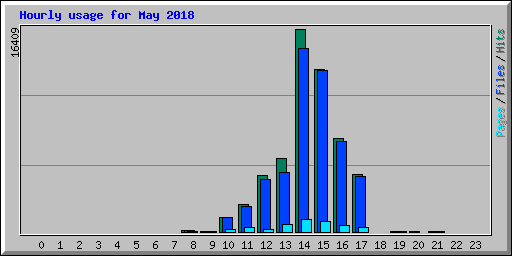 Hourly usage for May 2018
16409
Pages/Files/Hits
0 1 2 3 4 5 6 7 8 9 10 11 12 13 14 15 16 17 18 19 20 21 22 23